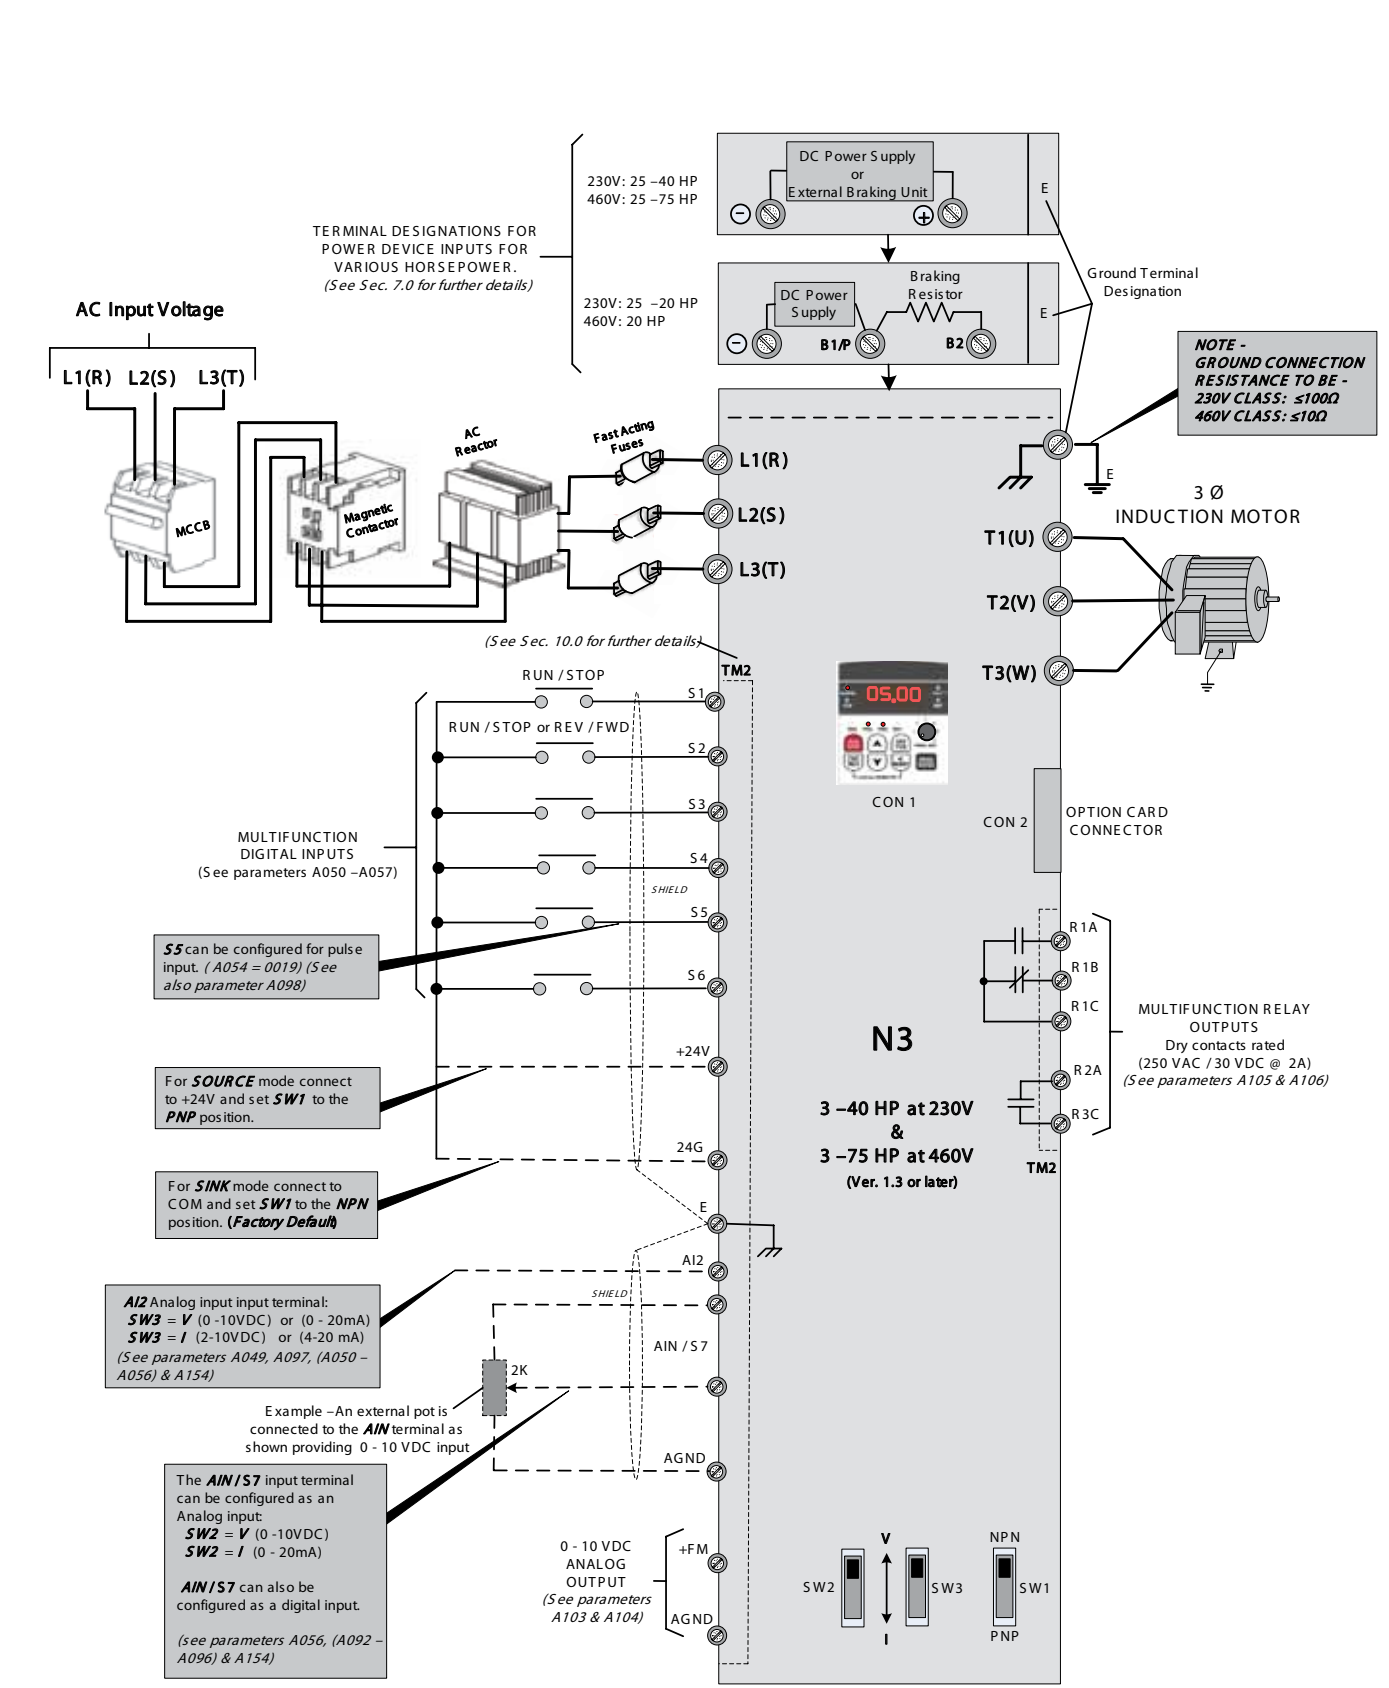 DC Power Supply
or
External Braking Unit
230V: 25 –40 HP
460V: 25 –75 HP
E
TERMINAL DESIGNATIONS FOR
POWER DEVICE INPUTS FOR
VARIOUS HORSEPOWER.
(See Sec. 7.0 for further details)
Ground Terminal
Designation
Braking
Resistor
DC Power
Supply
230V: 25 –20 HP
460V: 20 HP
B1/P
B2
E
AC Input Voltage
L1(R) L2(S) L3(T)
NOTE -
GROUND CONNECTION
RESISTANCE TO BE -
230V CLASS: ≤100Ω
460V CLASS: ≤10Ω
AC
Reactor
Fast Acting
Fuses
MCCB
Magnetic
Contactor
L1(R)
L2(S)
L3(T)
E
3 Ø
INDUCTION MOTOR
T1(U)
T2(V)
T3(W)
(See Sec. 10.0 for further details)
TM2
RUN / STOP
S1
RUN / STOP or REV / FWD
S2
S3
S4
SHIELD
S5
S6
MULTIFUNCTION
DIGITAL INPUTS
(See parameters A050 –A057)
05.00
CON 1
CON 2
OPTION CARD
CONNECTOR
S5 can be configured for pulse
input. ( A054 = 0019) (See
also parameter A098)
R1A
R1B
R1C
R2A
R3C
TM2
MULTIFUNCTION RELAY
OUTPUTS
Dry contacts rated
(250 VAC / 30 VDC @ 2A)
(See parameters A105 & A106)
+24V
For SOURCE mode connect
to +24V and set SW1 to the
PNP position.
N3
3 –40 HP at 230V
&
3 –75 HP at 460V
(Ver. 1.3 or later)
24G
For SINK mode connect to
COM and set SW1 to the NPN
position. (Factory Default)
E
AI2
AI2 Analog input input terminal:
SW3 = V (0 -10VDC) or (0 - 20mA)
SW3 = I (2-10VDC) or (4-20 mA)
(See parameters A049, A097, (A050 –
A056) & A154)
SHIELD
AIN / S7
2K
Example –An external pot is
connected to the AIN terminal as
shown providing 0 - 10 VDC input
AGND
The AIN / S7 input terminal
can be configured as an
Analog input:
SW2 = V (0 -10VDC)
SW2 = I (0 - 20mA)
AIN / S7 can also be
configured as a digital input.
(see parameters A056, (A092 –
A096) & A154)
0 - 10 VDC
ANALOG
OUTPUT
(See parameters
A103 & A104)
+FM
AGND
V
SW2
SW3
I
NPN
SW1
PNP